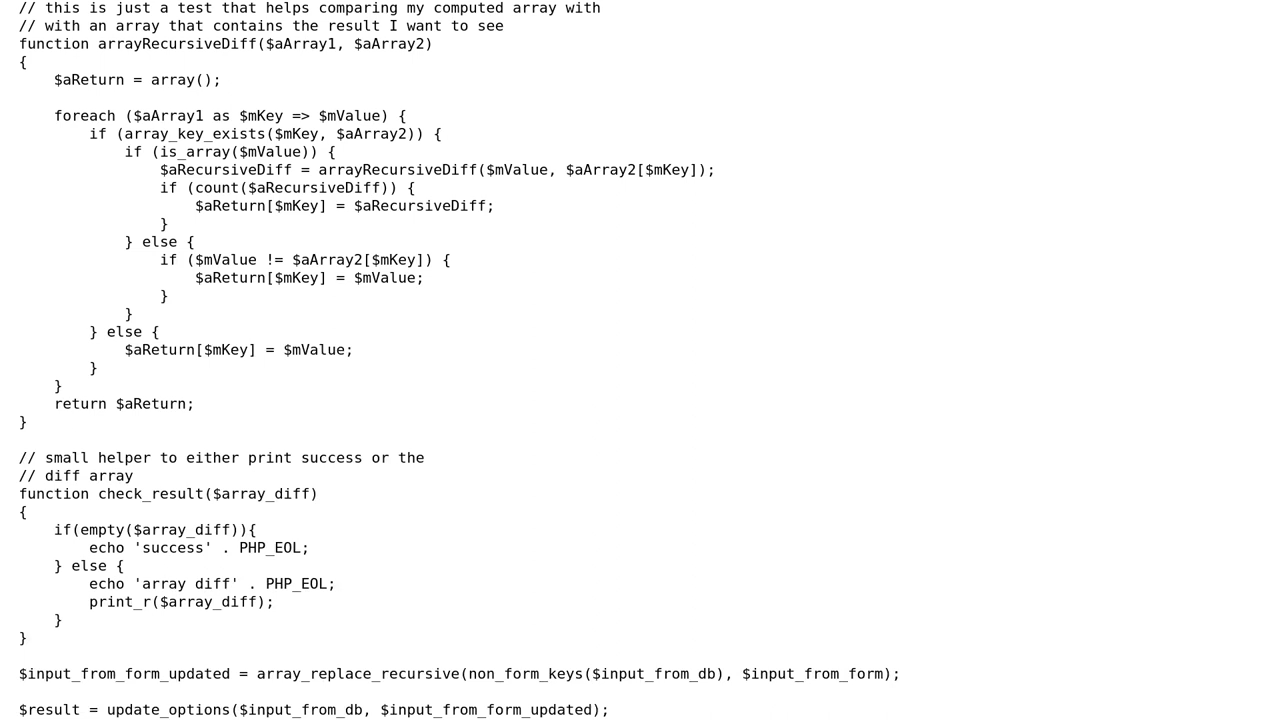 // this is just a test that helps comparing my computed array with
// with an array that contains the result I want to see
function arrayRecursiveDiff($aArray1, $aArray2)
{
    $aReturn = array();

    foreach ($aArray1 as $mKey => $mValue) {
        if (array_key_exists($mKey, $aArray2)) {
            if (is_array($mValue)) {
                $aRecursiveDiff = arrayRecursiveDiff($mValue, $aArray2[$mKey]);
                if (count($aRecursiveDiff)) {
                    $aReturn[$mKey] = $aRecursiveDiff;
                }
            } else {
                if ($mValue != $aArray2[$mKey]) {
                    $aReturn[$mKey] = $mValue;
                }
            }
        } else {
            $aReturn[$mKey] = $mValue;
        }
    }
    return $aReturn;
}

// small helper to either print success or the
// diff array
function check_result($array_diff)
{
    if(empty($array_diff)){
        echo 'success' . PHP_EOL;
    } else {
        echo 'array diff' . PHP_EOL;
        print_r($array_diff);
    }
}

$input_from_form_updated = array_replace_recursive(non_form_keys($input_from_db), $input_from_form);

$result = update_options($input_from_db, $input_from_form_updated);